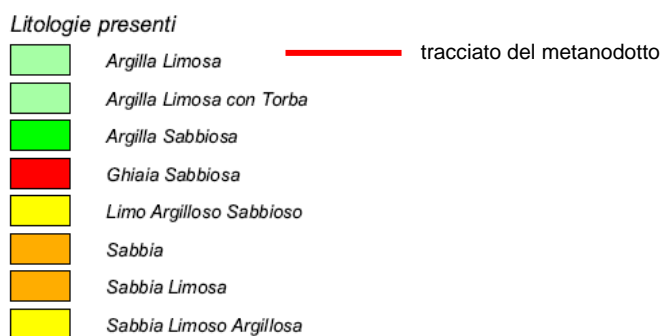 Litologie presenti
Argilla Limosa
tracciato del metanodotto
Argilla Limosa con Torba
Argilla Sabbiosa
Ghiaia Sabbiosa
Limo Argilloso Sabbioso
Sabbia
Sabbia Limosa
Sabbia Limoso Argillosa